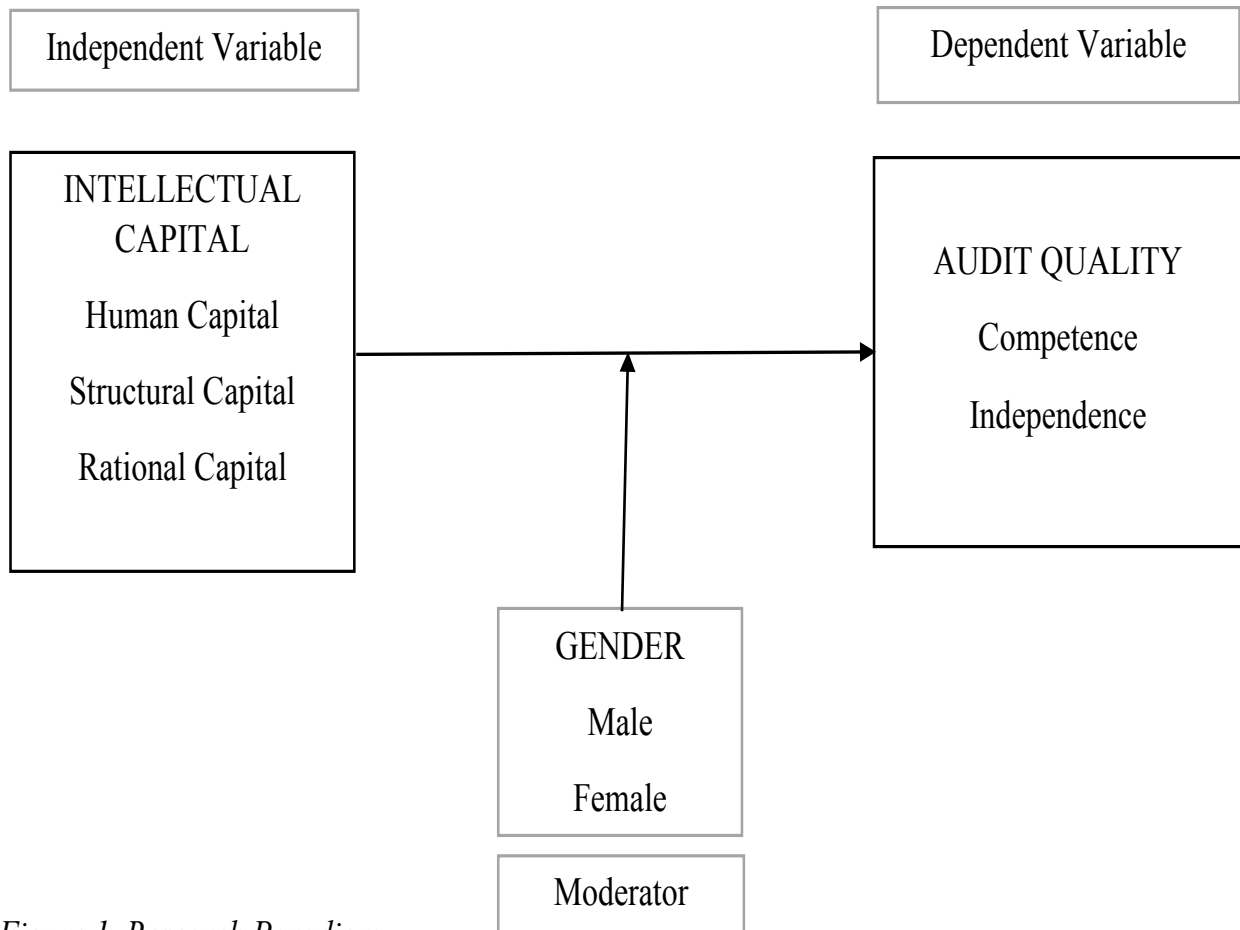 Independent Variable
Dependent Variable
INTELLECTUAL
CAPITAL
Human Capital
Structural Capital
Rational Capital
AUDIT QUALITY
Competence
Independence
GENDER
Male
Female
Moderator